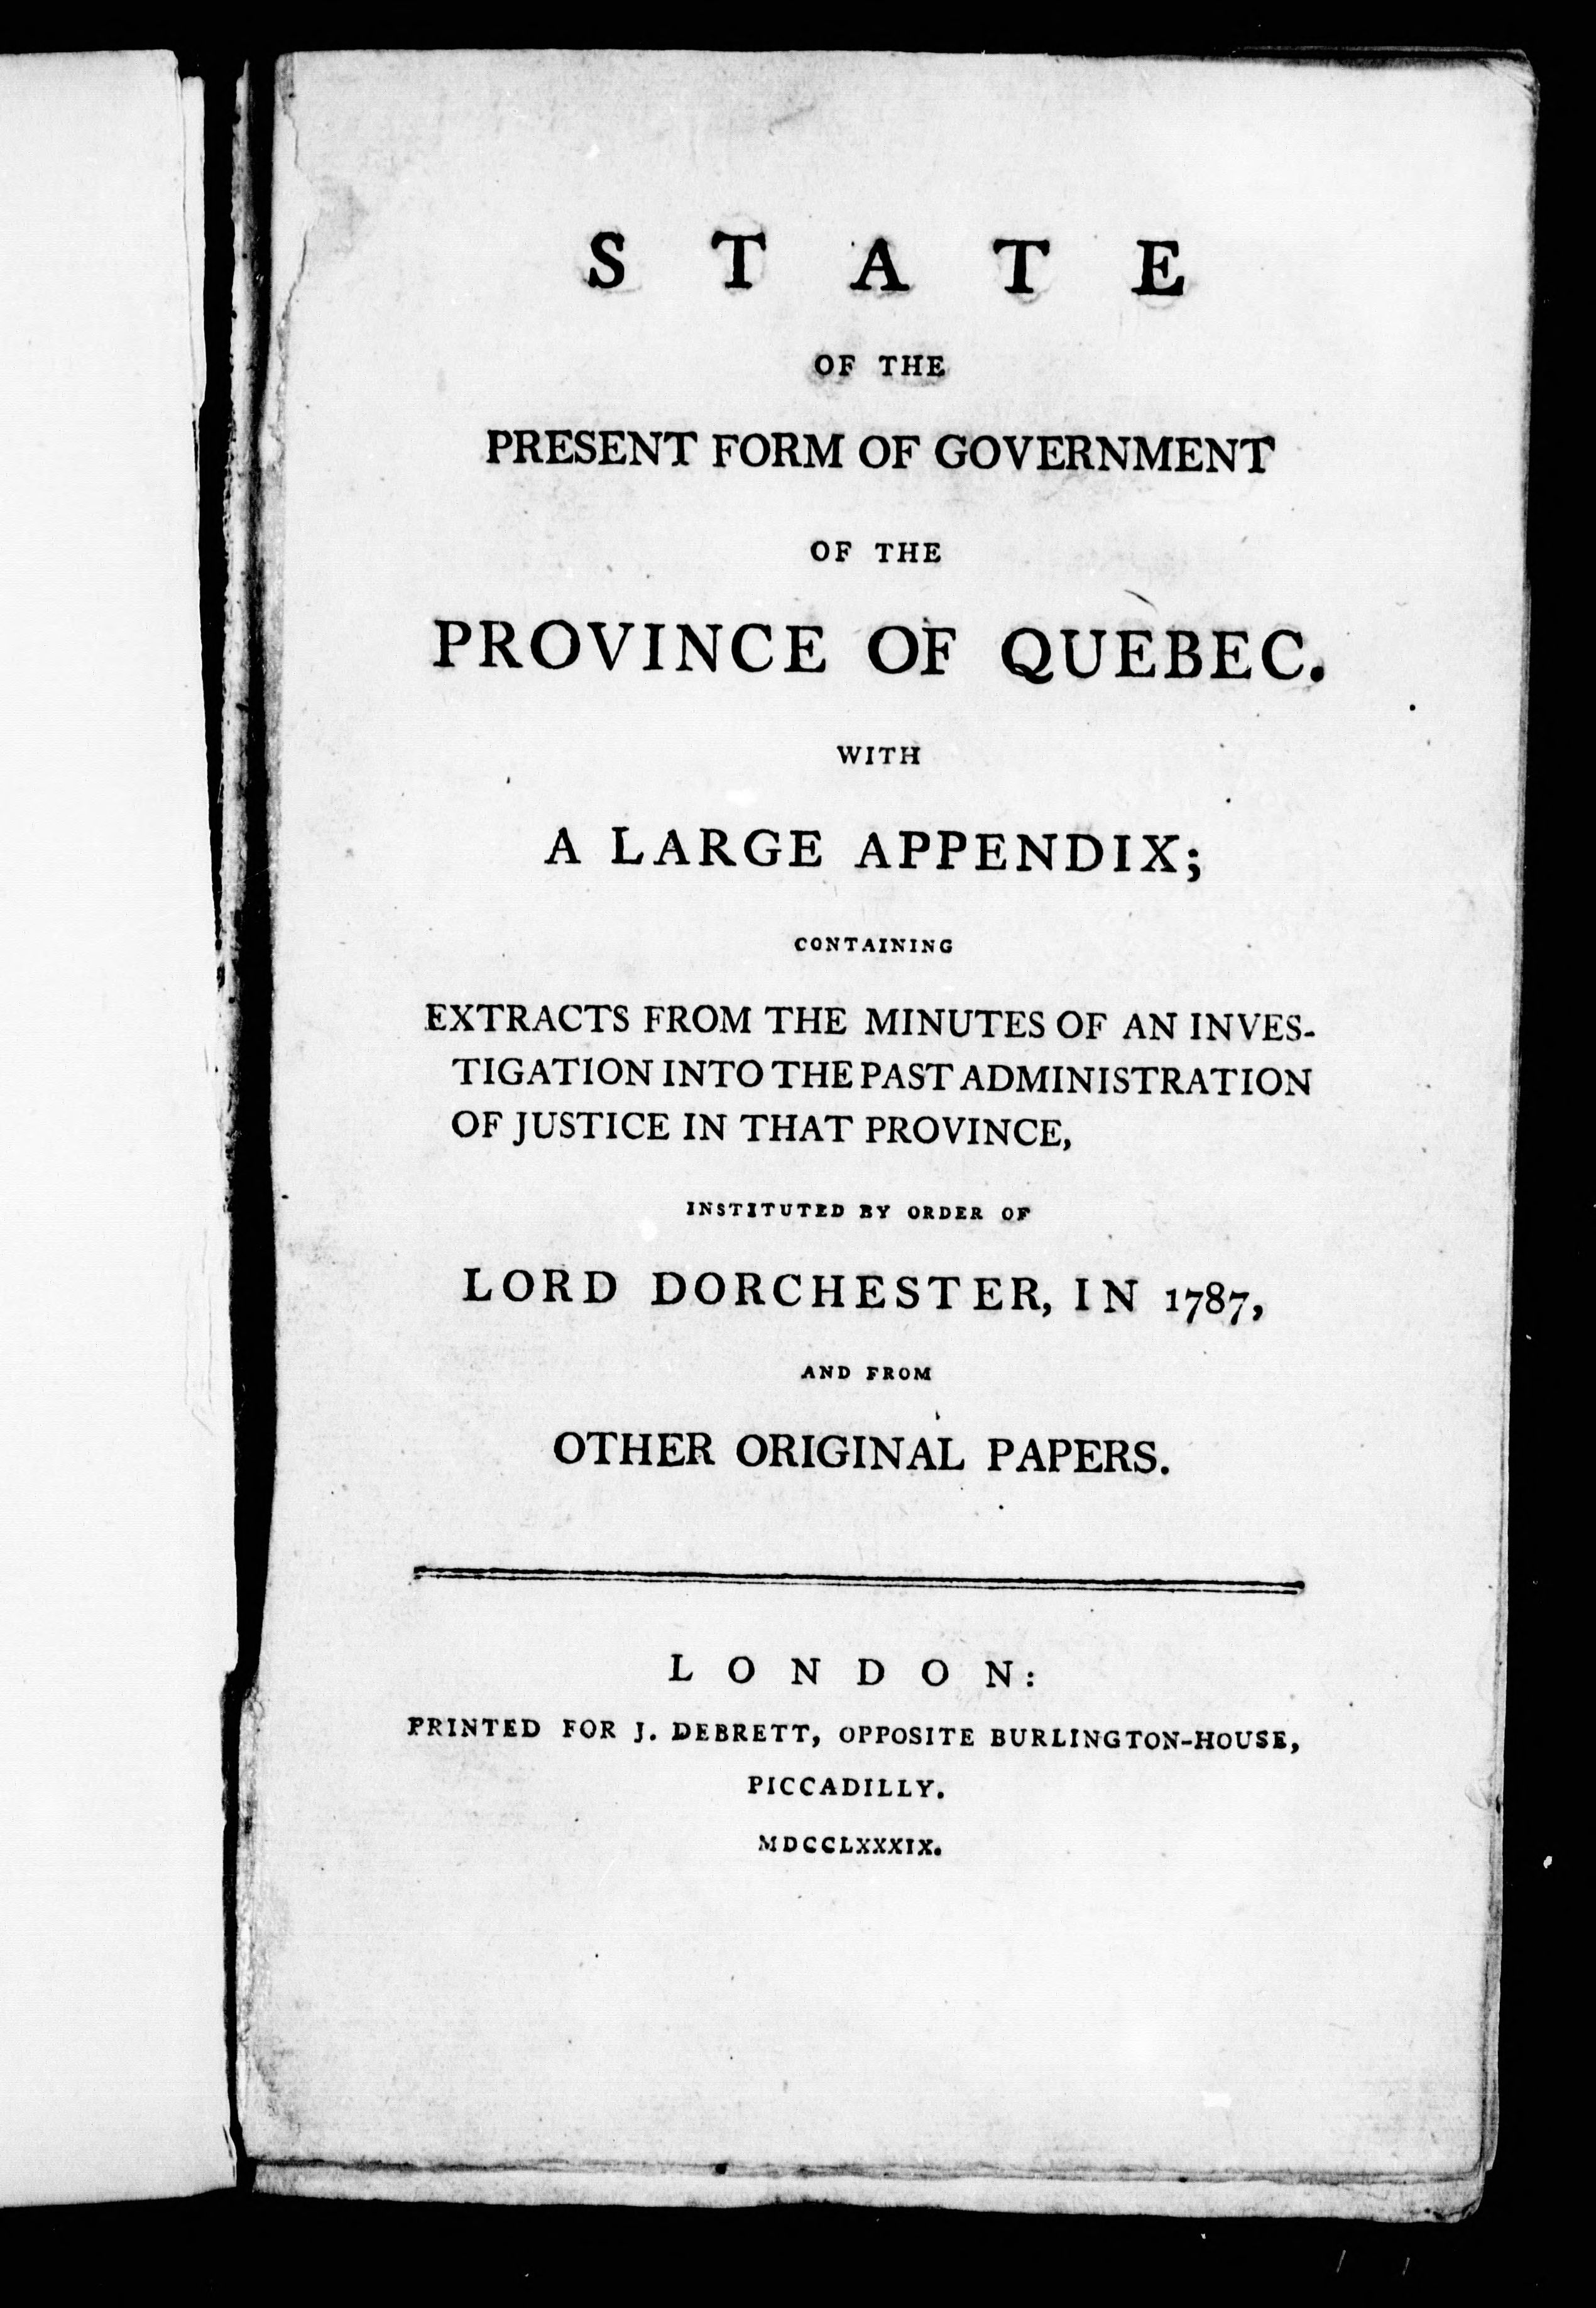 STATE
OF THE
PRESENT FORM OF GOVERNMENT
OF THE
PROVINCE OF QUEBEC.
WITH
A LARGE APPENDIX;
CONTAINING
EXTRACTS FROM THE MINUTES OF AN INVES-
TIGATION INTO THE PAST ADMINISTRATION
OF JUSTICE IN THAT PROVINCE,
INSTITUTED BY ORDER OF
LORD DORCHESTER, IN 1787,
AND FROM
OTHER ORIGINAL PAPERS.
LONDON:
PRINTED FOR J. DEBRETT, OPPOSITE BURLINGTON-HOUSE,
PICCADILLY.
MDCCLXXXIX.